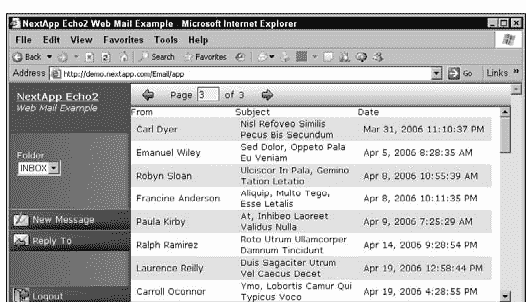 NextApp Echo2 Web Mail Example - Microsoft Internet Explorer
File Edit View Favorites Tools Help
Back Search Favorites
Address http://demo.nextapp.com/Email/app Go Links »
NextApp Echo2
Web Mail Example
Page 3 of 3
From Subject Date
Carl Dyer Nisl Refoveo Similis Pecus Bis Secundum Mar 31, 2006 11:10:37 PM
Emanuel Wiley Sed Dolor, Oppeto Pala Eu Veniam Apr 5, 2006 8:28:35 AM
Folder
INBOX
Robyn Sloan Ulciscor In Pala, Gemino Tation Letatio Apr 8, 2006 10:55:39 AM
Francine Anderson Aliquip, Multo Tego, Esse Letalis Apr 8, 2006 10:11:35 PM
New Message
Paula Kirby At, Inhibeo Laoreet Validus Nulla Apr 9, 2006 7:25:29 AM
Reply To
Ralph Ramirez Roto Utrum Ullamcorper Damnum Tincidunt Apr 14, 2006 9:28:54 PM
Laurence Reilly Duis Sagaciter Utrum Vel Caecus Decet Apr 19, 2006 12:58:44 PM
Logout
Carroll Oconnor Ymo, Lobortis Camur Qui Typicus Voco Apr 19, 2006 4:28:55 PM